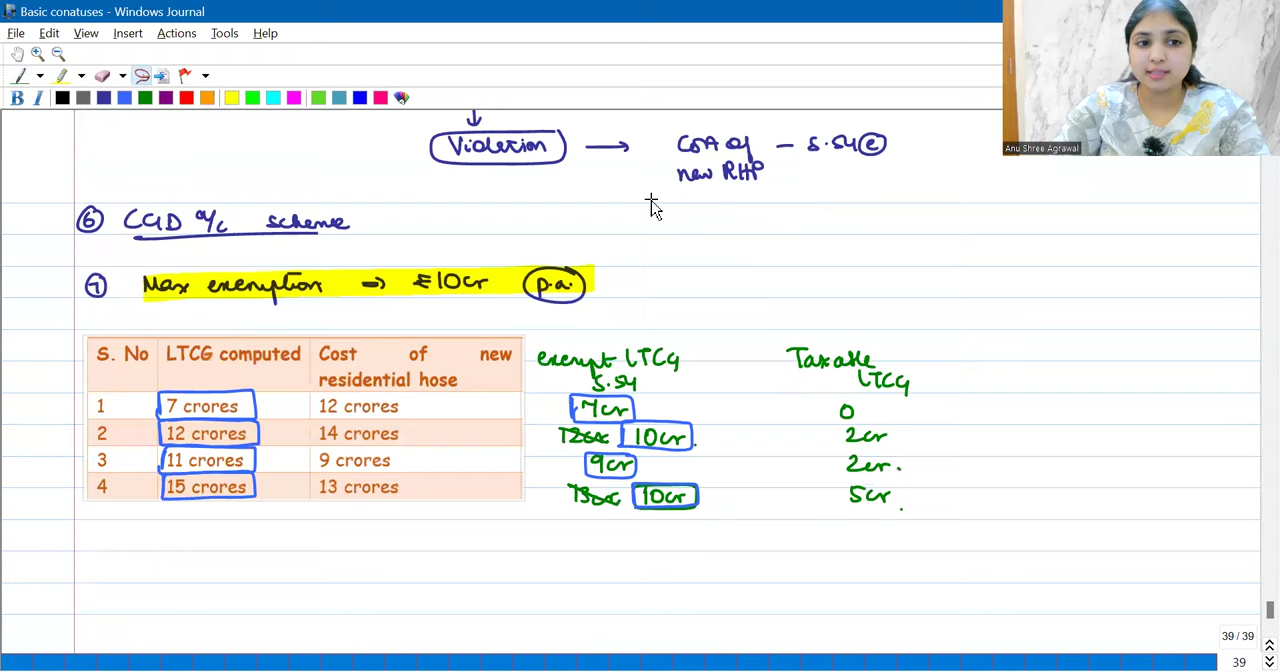 Basic conatuses - Windows Journal
File Edit View Insert Actions Tools Help
B I
Anu Shree Agrawal
Violation → COA of — S.54 ⓔ
new RHP
⑥ CGD a/c scheme
⑦ Max exemption ⇒ ₹10cr p.a.
S. No LTCG computed Cost of new residential hose exempt LTCG S.54 Taxable LTCG
1 7 crores 12 crores 7cr 0
2 12 crores 14 crores 12cr 10cr. 2cr
3 11 crores 9 crores 9cr 2cr.
4 15 crores 13 crores 13cr 10cr 5cr.
39 / 39
39